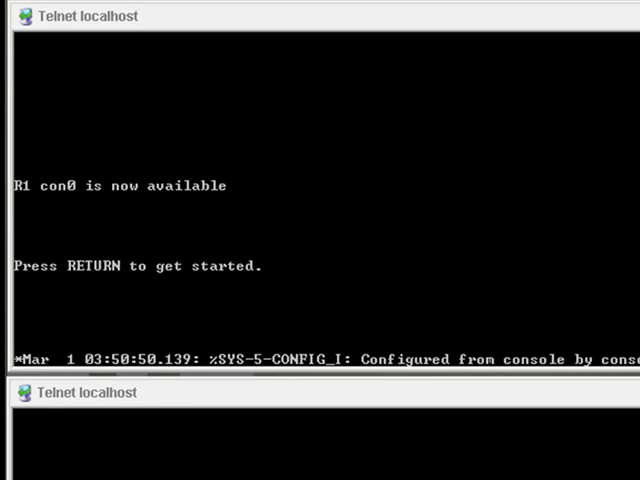 Telnet localhost
R1 con0 is now available
Press RETURN to get started.
*Mar  1 03:50:50.139: %SYS-5-CONFIG_I: Configured from console by conso
Telnet localhost